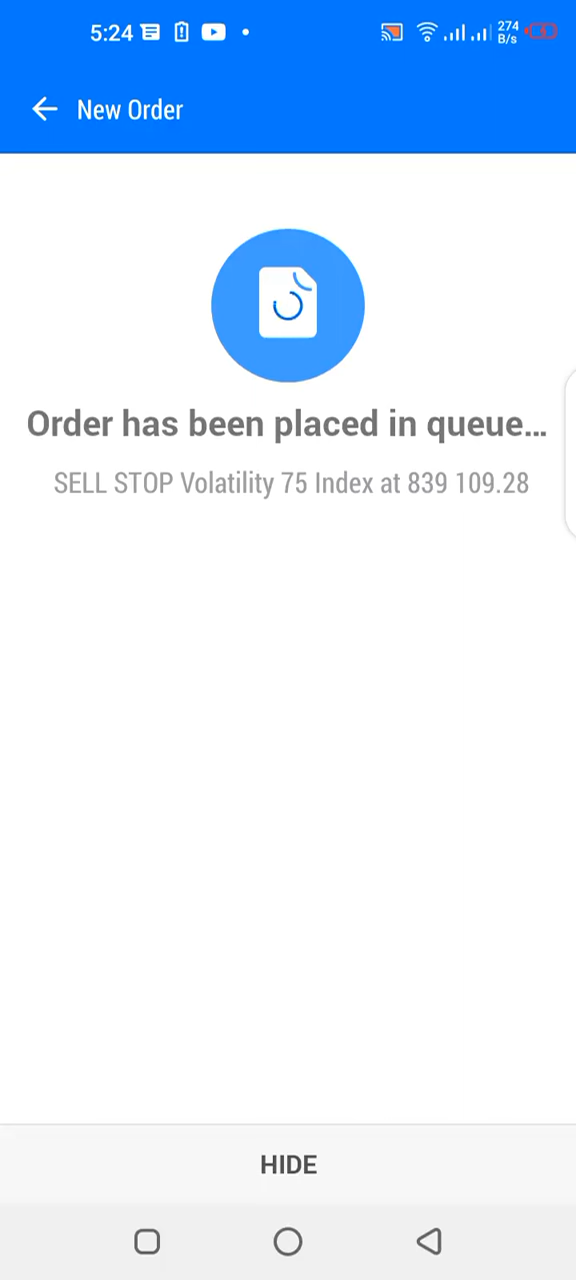 5:24
274
B/s
New Order
Order has been placed in queue...
SELL STOP Volatility 75 Index at 839 109.28
HIDE